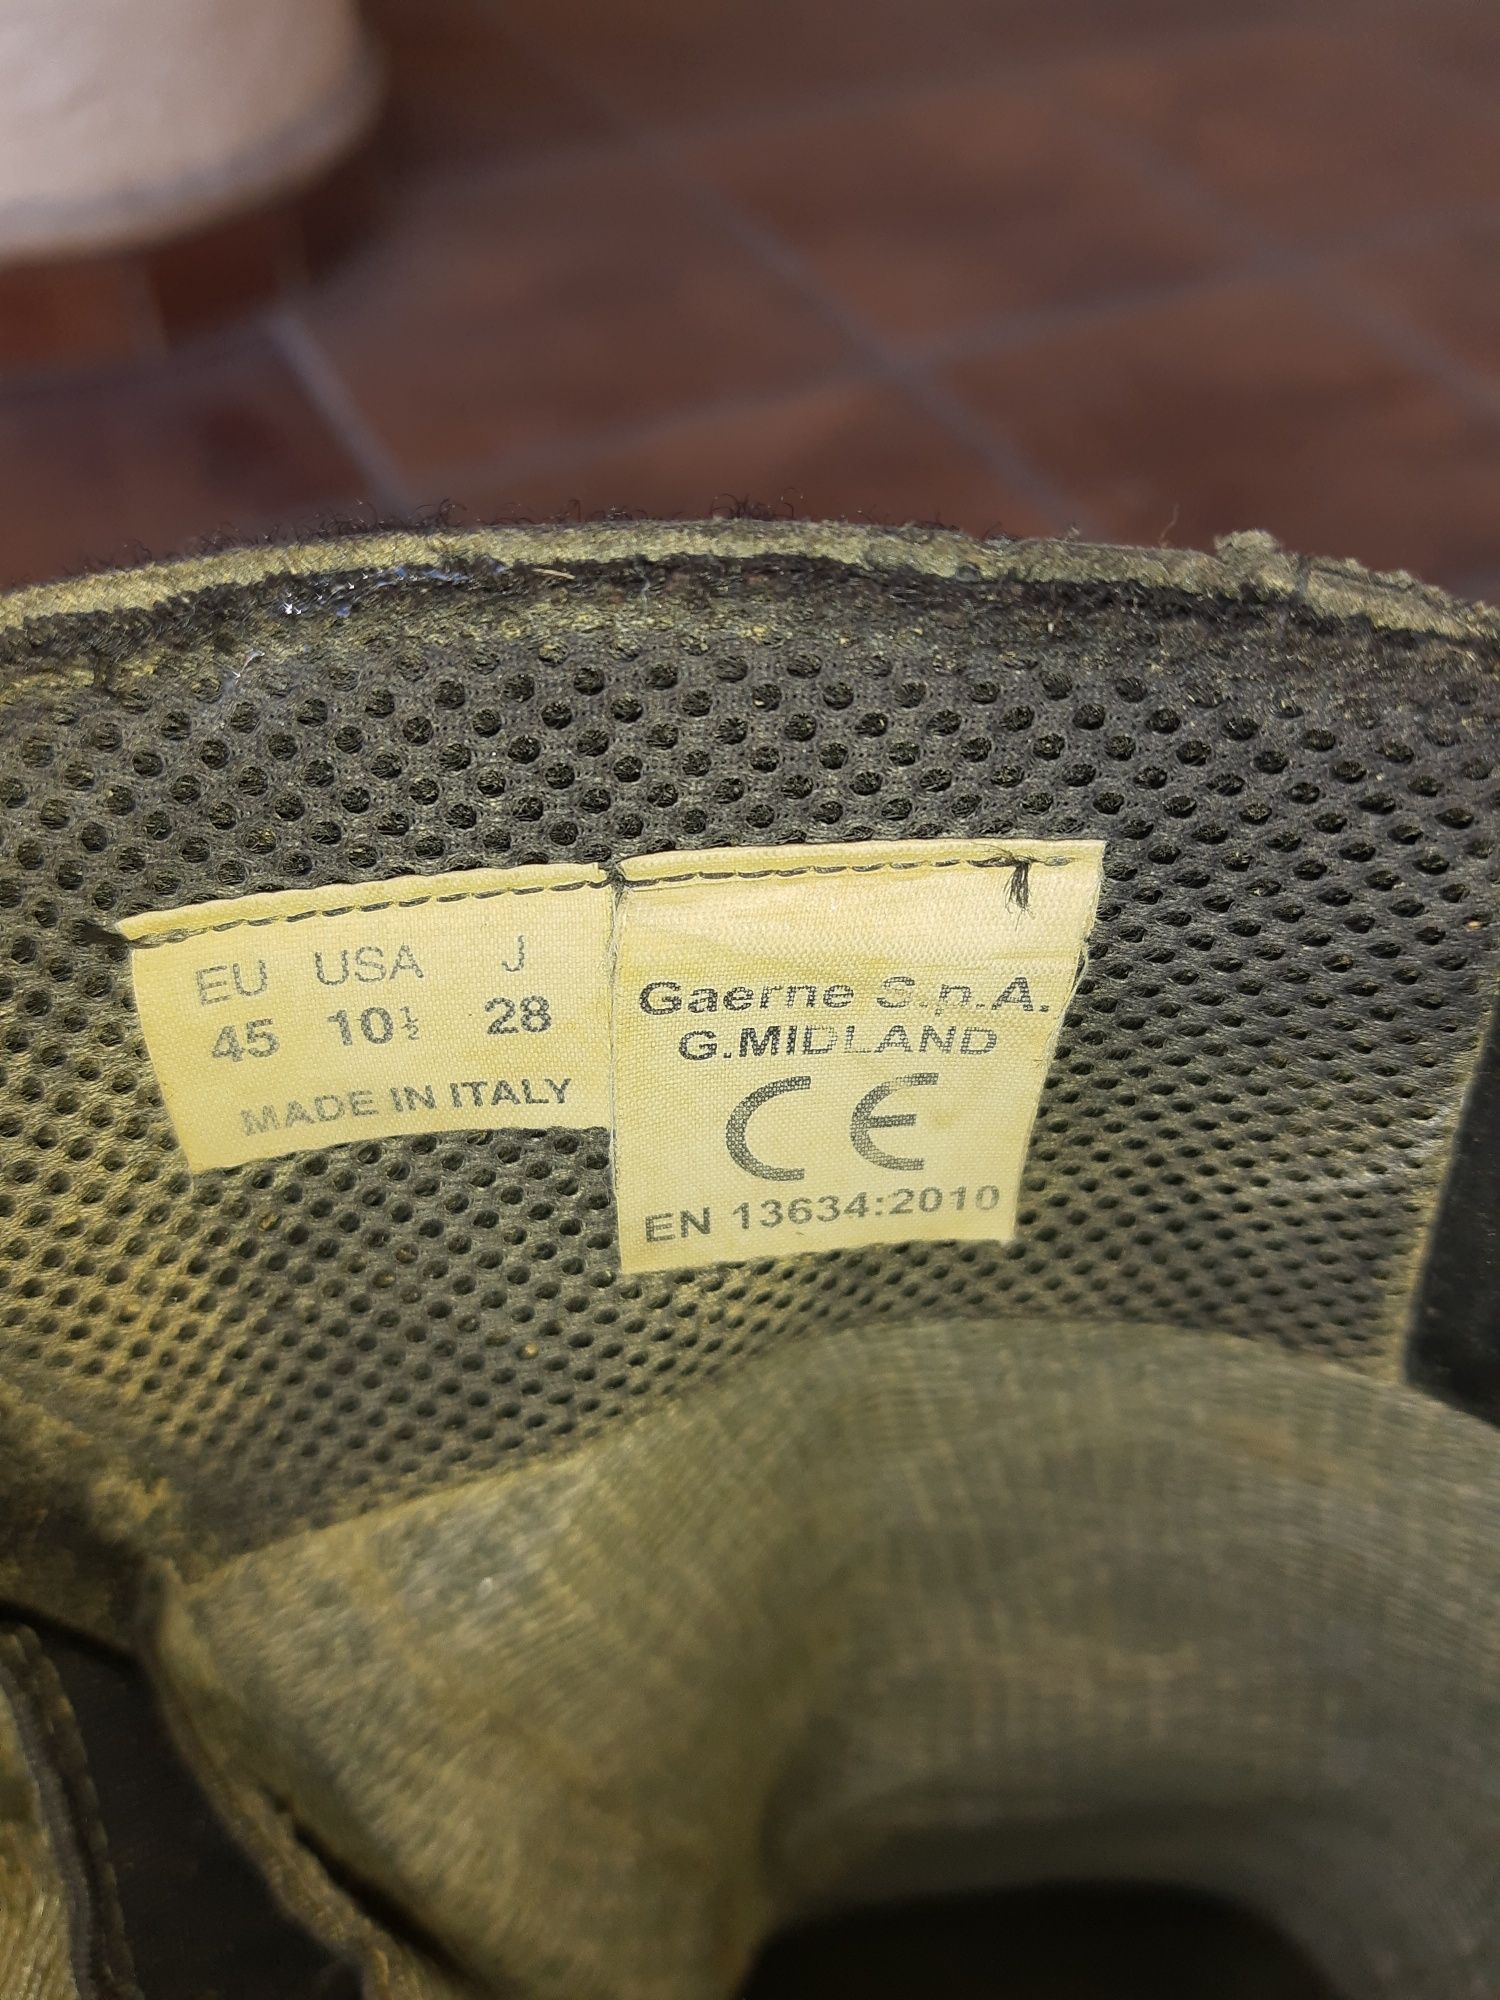 EU USA J
45 10½ 28
MADE IN ITALY
Gaerne S.p.A.
G.MIDLAND
CE
EN 13634:2010